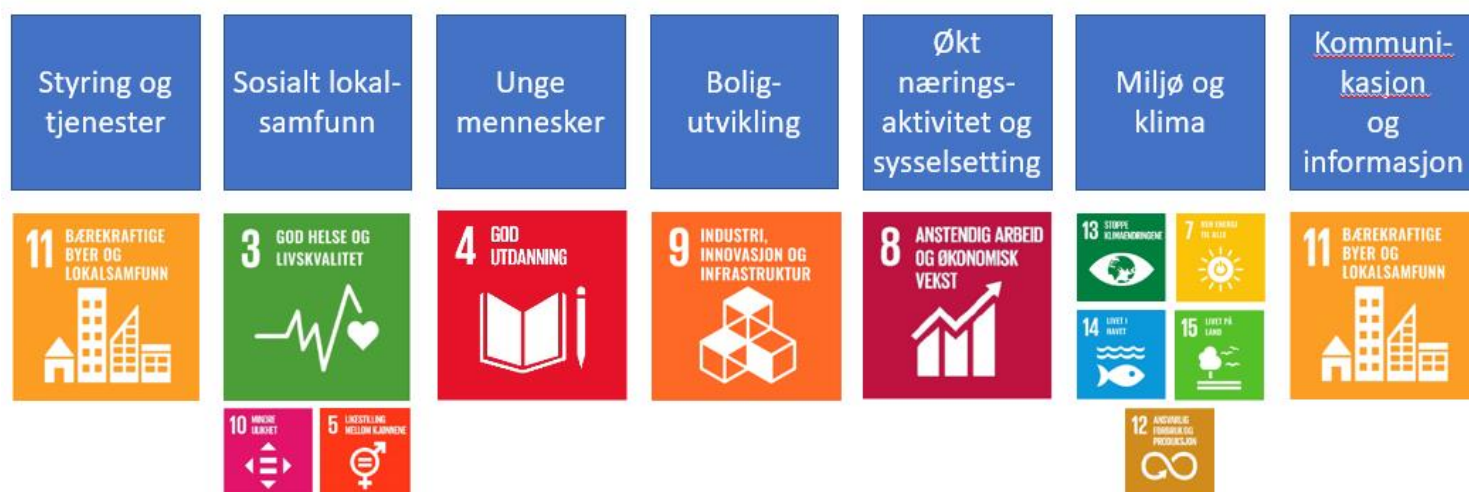 Styring og
tjenester
Sosialt lokal-
samfunn
Unge
mennesker
Bolig-
utvikling
Økt
nærings-
aktivitet og
sysselsetting
Miljø og
klima
Kommuni-
kasjon
og
informasjon
11 BÆREKRAFTIGE
BYER OG
LOKALSAMFUNN
3 GOD HELSE OG
LIVSKVALITET
4 GOD
UTDANNING
9 INDUSTRI,
INNOVASJON OG
INFRASTRUKTUR
8 ANSTENDIG ARBEID
OG ØKONOMISK
VEKST
13 STOPPE
KLIMAENDRINGENE
7 REN ENERGI
TIL ALLE
14 LIVET I
HAVET
15 LIVET PÅ
LAND
11 BÆREKRAFTIGE
BYER OG
LOKALSAMFUNN
10 MINDRE
ULIKHET
5 LIKESTILLING
MELLOM KJØNNENE
12 ANSVARLIG
FORBRUK OG
PRODUKSJON